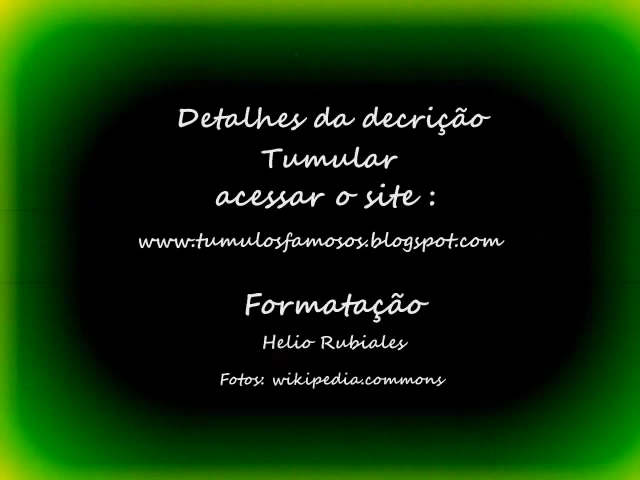 Detalhes da decrição
Tumular
acessar o site :
www.tumulosfamosos.blogspot.com
Formatação
Helio Rubiales
Fotos: wikipedia.commons